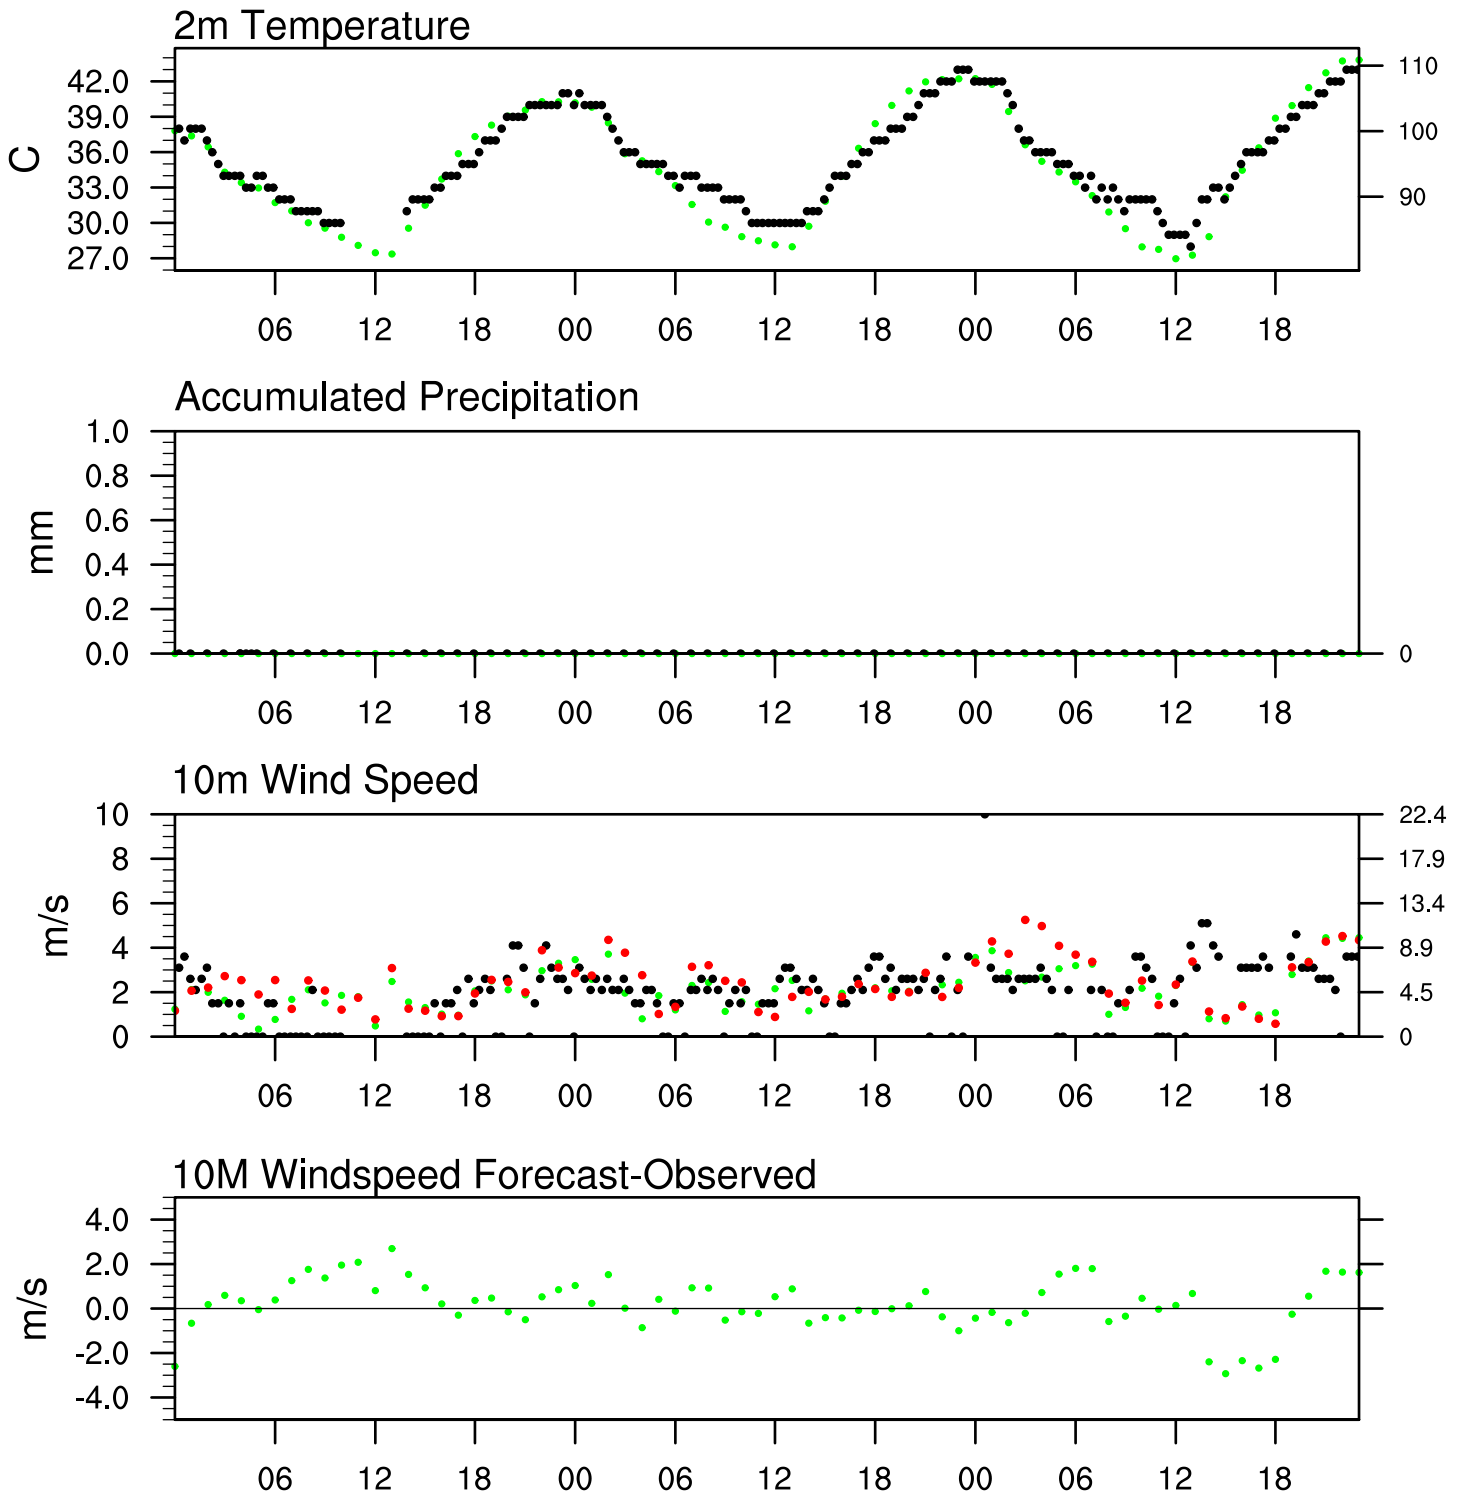 2m Temperature
C
42.0
39.0
36.0
33.0
30.0
27.0
110
100
90
06 12 18 00 06 12 18 00 06 12 18
Accumulated Precipitation
mm
1.0
0.8
0.6
0.4
0.2
0.0
0
06 12 18 00 06 12 18 00 06 12 18
10m Wind Speed
m/s
10
8
6
4
2
0
22.4
17.9
13.4
8.9
4.5
0
06 12 18 00 06 12 18 00 06 12 18
10M Windspeed Forecast-Observed
m/s
4.0
2.0
0.0
-2.0
-4.0
06 12 18 00 06 12 18 00 06 12 18